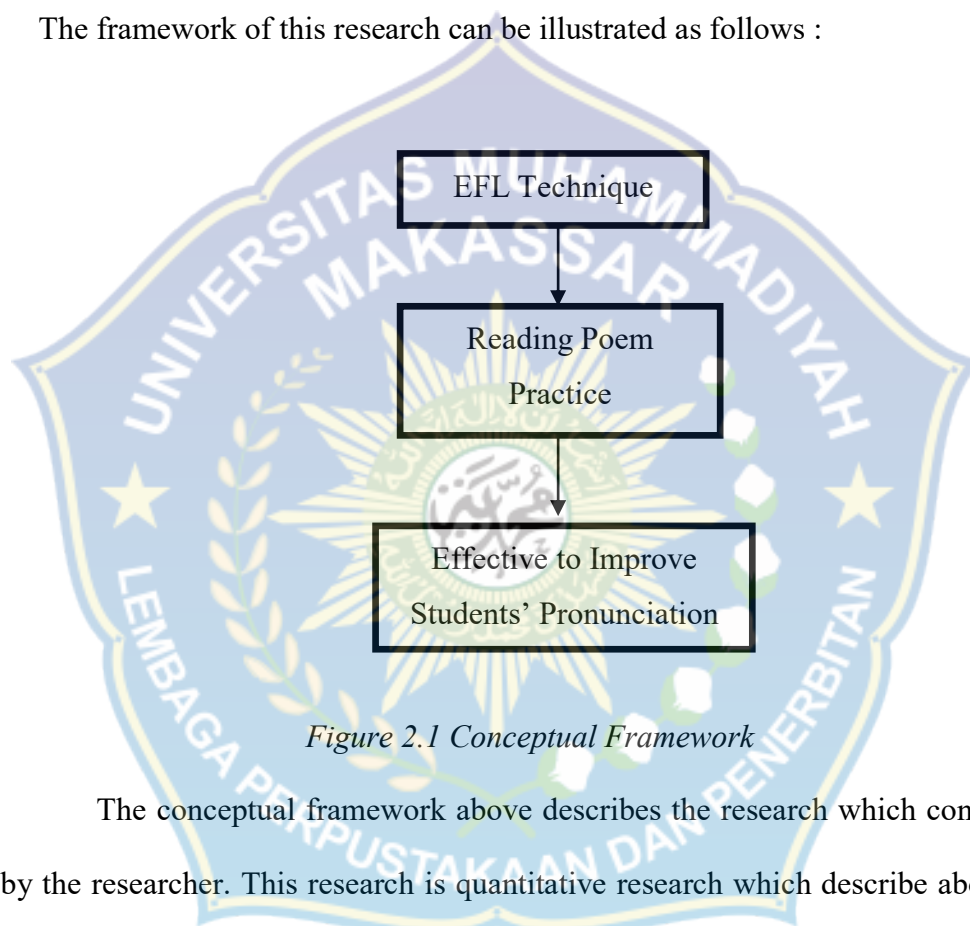 The framework of this research can be illustrated as follows :
UNIVERSITAS MUHAMMADIYAH
MAKASSAR
EFL Technique
Reading Poem
Practice
Effective to Improve
Students’ Pronunciation
LEMBAGA PERPUSTAKAAN DAN PENERBITAN
Figure 2.1 Conceptual Framework
The conceptual framework above describes the research which con
by the researcher. This research is quantitative research which describe abo